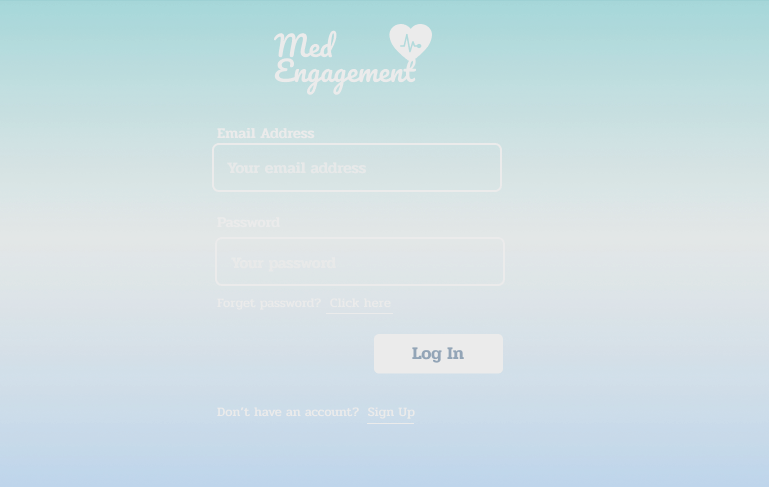 Med
Engagement
Email Address
Your email address
Password
Your password
Forget password? Click here
Log In
Don't have an account? Sign Up